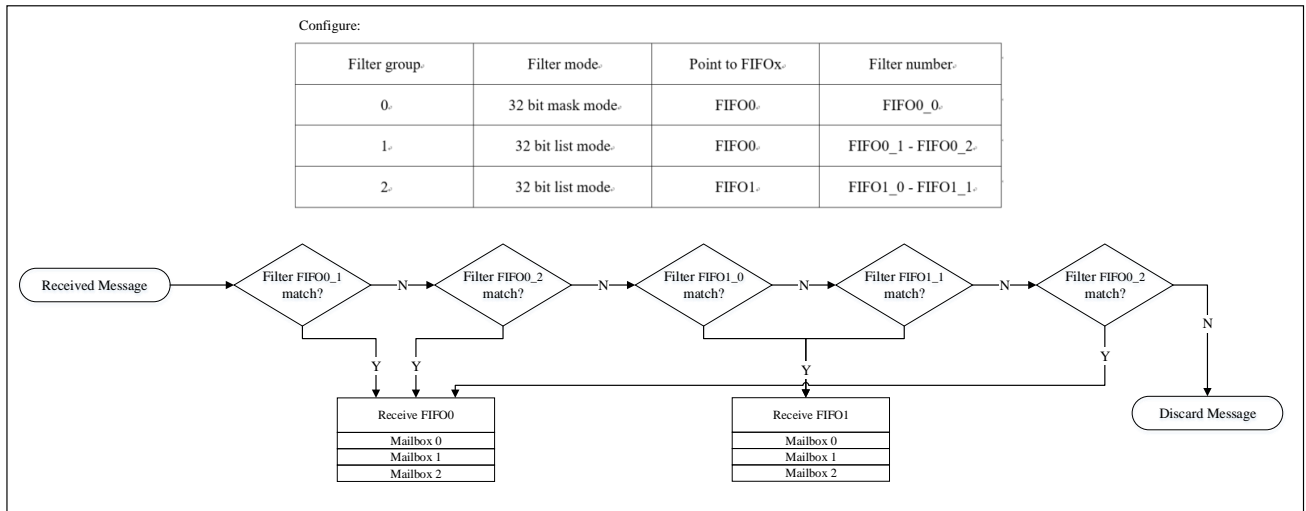 Configure:
Filter group Filter mode Point to FIFOx Filter number
0 32 bit mask mode FIFO0 FIFO0_0
1 32 bit list mode FIFO0 FIFO0_1 - FIFO0_2
2 32 bit list mode FIFO1 FIFO1_0 - FIFO1_1
Received Message
Filter FIFO0_1
match?
N
Filter FIFO0_2
match?
N
Filter FIFO1_0
match?
N
Filter FIFO1_1
match?
N
Filter FIFO0_2
match?
N
Y
Y
Y
Y
Receive FIFO0
Mailbox 0
Mailbox 1
Mailbox 2
Receive FIFO1
Mailbox 0
Mailbox 1
Mailbox 2
Discard Message